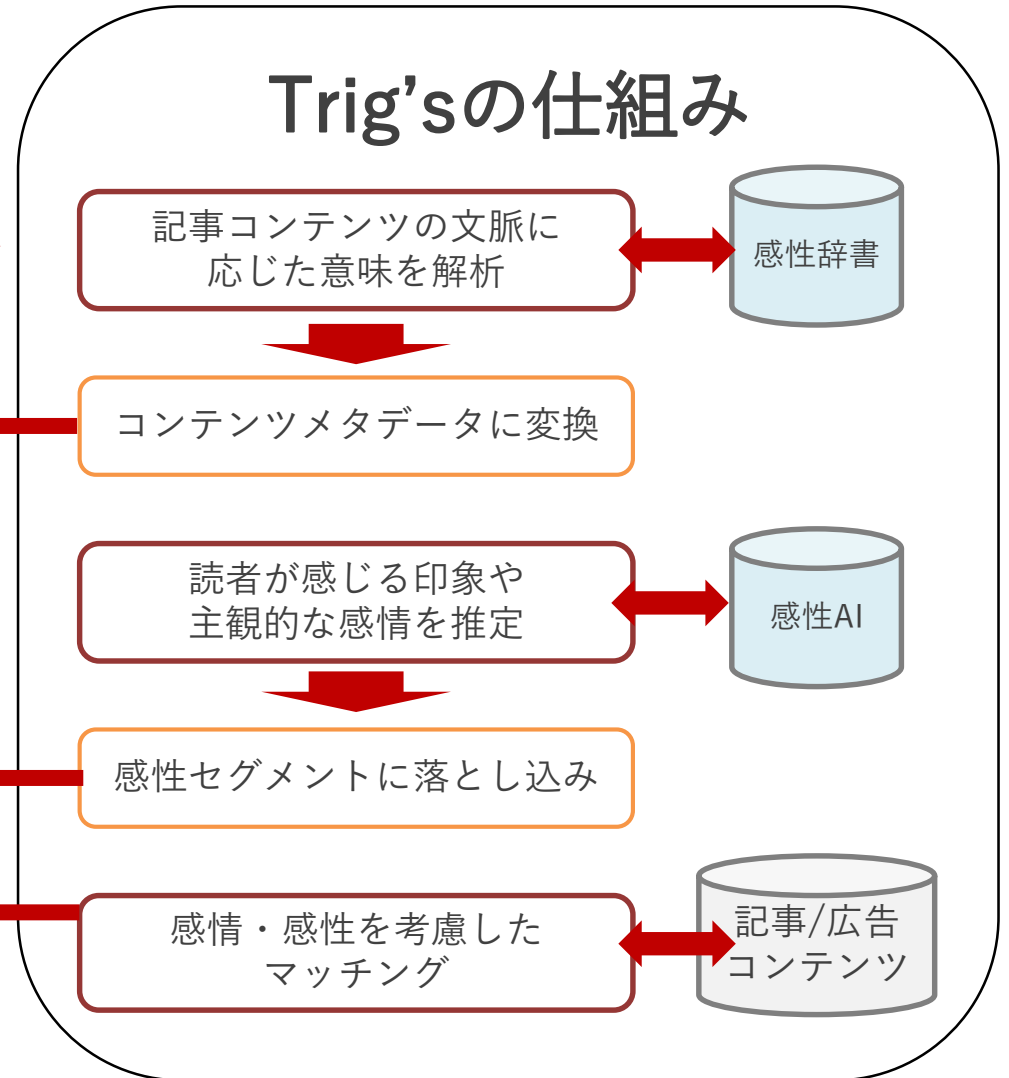 Trig’sの仕組み
記事コンテンツの文脈に
応じた意味を解析
感性辞書
コンテンツメタデータに変換
読者が感じる印象や
主観的な感情を推定
感性AI
感性セグメントに落とし込み
感情・感性を考慮した
マッチング
記事/広告
コンテンツ